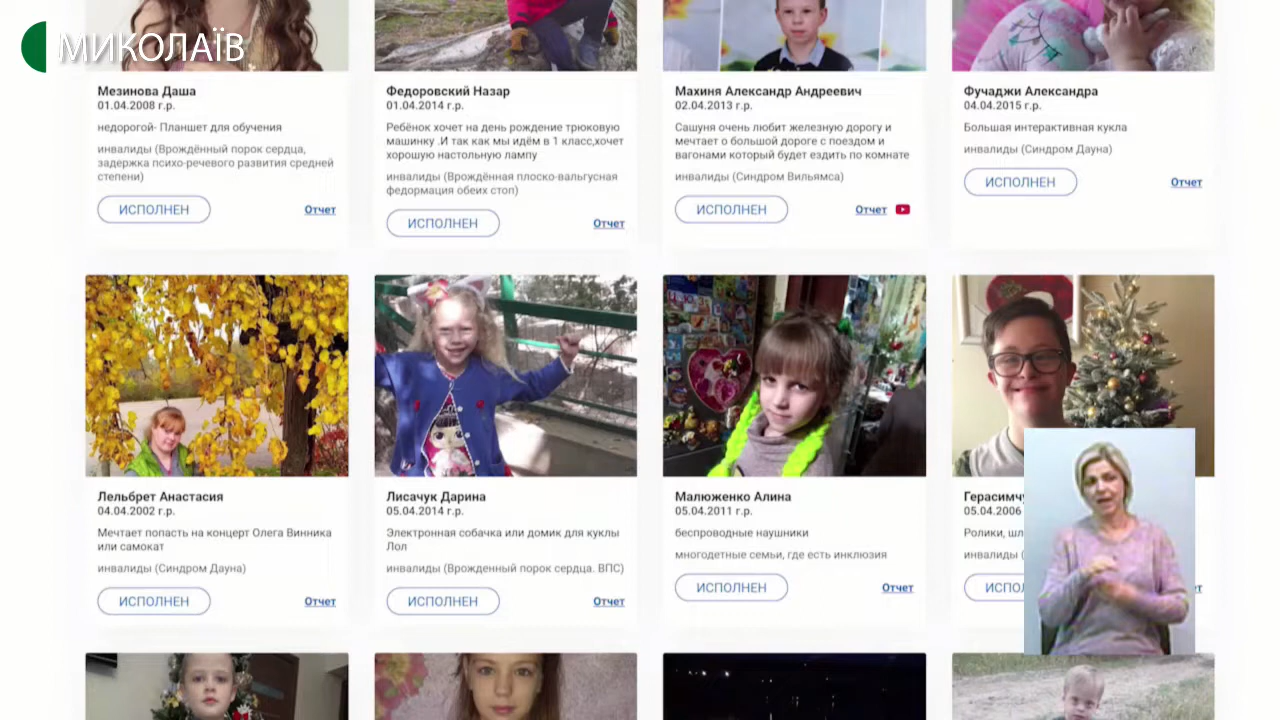 МИКОЛАЇВ
Мезинова Даша
01.04.2008 г.р.
недорогой- Планшет для обучения
инвалиды (Врождённый порок сердца,
задержка психо-речевого развития средней
степени)
ИСПОЛНЕН
Отчет
Федоровский Назар
01.04.2014 г.р.
Ребёнок хочет на день рождение трюковую
машинку .И так как мы идём в 1 класс,хочет
хорошую настольную лампу
инвалиды (Врождённая плоско-вальгусная
федормация обеих стоп)
ИСПОЛНЕН
Отчет
Махиня Александр Андреевич
02.04.2013 г.р.
Сашуня очень любит железную дорогу и
мечтает о большой дороге с поездом и
вагонами который будет ездить по комнате
инвалиды (Синдром Вильямса)
ИСПОЛНЕН
Отчет
Фучаджи Александра
04.04.2015 г.р.
Большая интерактивная кукла
инвалиды (Синдром Дауна)
ИСПОЛНЕН
Отчет
Лельбрет Анастасия
04.04.2002 г.р.
Мечтает попасть на концерт Олега Винника
или самокат
инвалиды (Синдром Дауна)
ИСПОЛНЕН
Отчет
Лисачук Дарина
05.04.2014 г.р.
Электронная собачка или домик для куклы
Лол
инвалиды (Врожденный порок сердца. ВПС)
ИСПОЛНЕН
Отчет
Малюженко Алина
05.04.2011 г.р.
беспроводные наушники
многодетные семьи, где есть инклюзия
ИСПОЛНЕН
Отчет
Герасимчу
05.04.2006
Ролики, шл
инвалиды (
ИСПО
ет